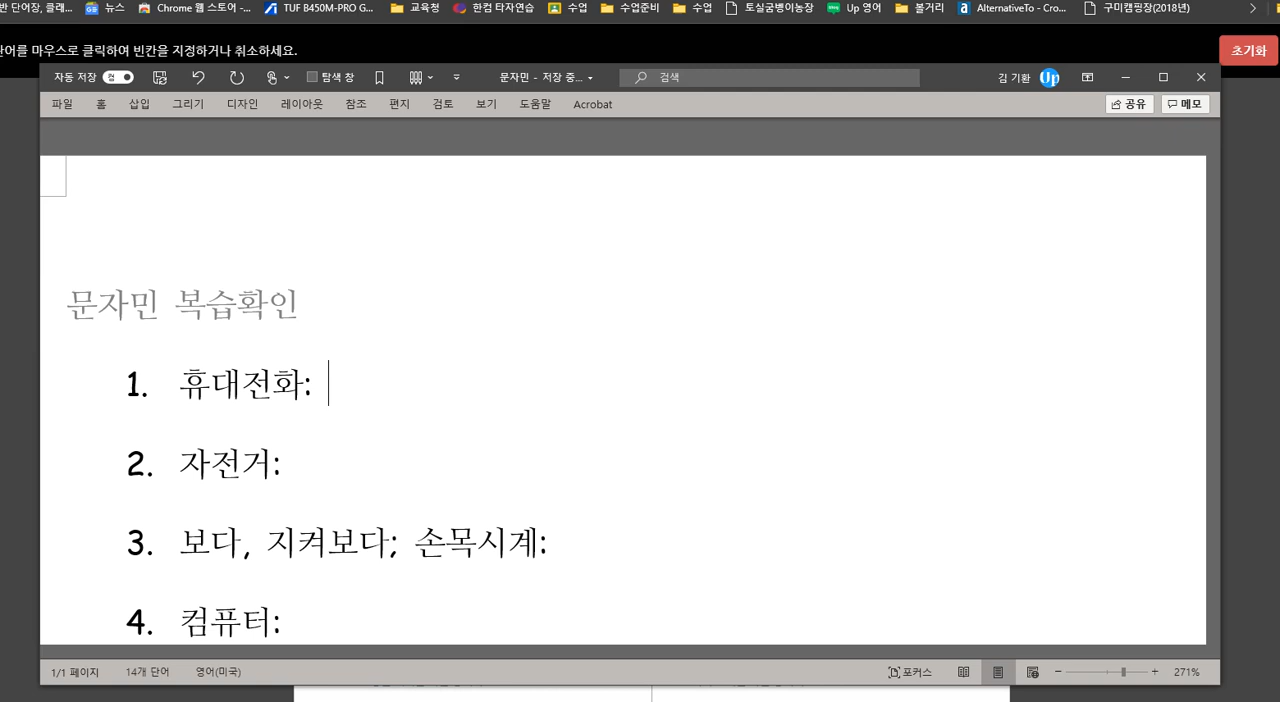 반 단어장, 클래... 뉴스 Chrome 웹 스토어 -... TUF B450M-PRO G... 교육청 한컴 타자연습 수업 수업준비 수업 토실굼벵이농장 Up 영어 볼거리 AlternativeTo - Cro... 구미캠핑장(2018년)
단어를 마우스로 클릭하여 빈칸을 지정하거나 취소하세요. 초기화
자동 저장 탐색 창 문자민 - 저장 중... 검색 김 기환 Up
파일 홈 삽입 그리기 디자인 레이아웃 참조 편지 검토 보기 도움말 Acrobat 공유 메모
문자민 복습확인
1. 휴대전화:
2. 자전거:
3. 보다, 지켜보다; 손목시계:
4. 컴퓨터:
1/1 페이지 14개 단어 영어(미국) 포커스 271%